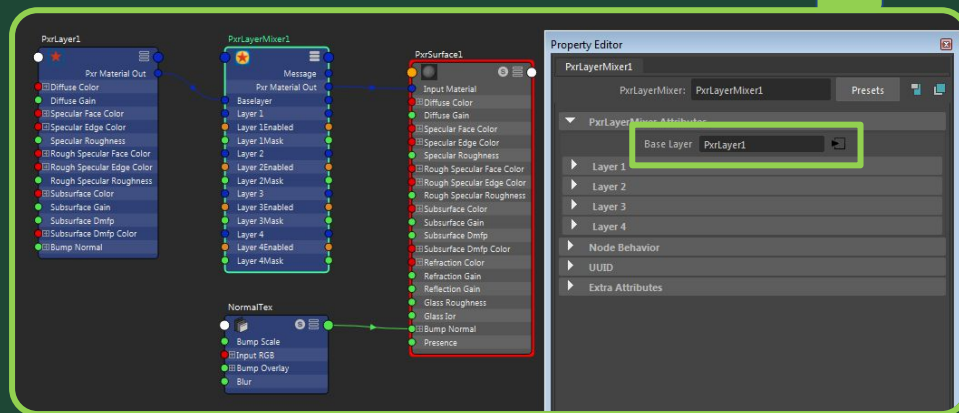 PxrLayer1
Pxr Material Out
Diffuse Color
Diffuse Gain
Specular Face Color
Specular Edge Color
Specular Roughness
Rough Specular Face Color
Rough Specular Edge Color
Rough Specular Roughness
Subsurface Color
Subsurface Gain
Subsurface Dmfp
Subsurface Dmfp Color
Bump Normal
PxrLayerMixer1
Message
Pxr Material Out
Baselayer
Layer 1
Layer 1Enabled
Layer 1Mask
Layer 2
Layer 2Enabled
Layer 2Mask
Layer 3
Layer 3Enabled
Layer 3Mask
Layer 4
Layer 4Enabled
Layer 4Mask
NormalTex
S
Bump Scale
Input RGB
Bump Overlay
Blur
PxrSurface1
S
Input Material
Diffuse Color
Diffuse Gain
Specular Face Color
Specular Edge Color
Specular Roughness
Rough Specular Face Color
Rough Specular Edge Color
Rough Specular Roughness
Subsurface Color
Subsurface Gain
Subsurface Dmfp
Subsurface Dmfp Color
Refraction Color
Refraction Gain
Reflection Gain
Glass Roughness
Glass Ior
Bump Normal
Presence
Property Editor
PxrLayerMixer1
PxrLayerMixer: PxrLayerMixer1 Presets
PxrLayerMixer Attributes
Base Layer PxrLayer1
Layer 1
Layer 2
Layer 3
Layer 4
Node Behavior
UUID
Extra Attributes